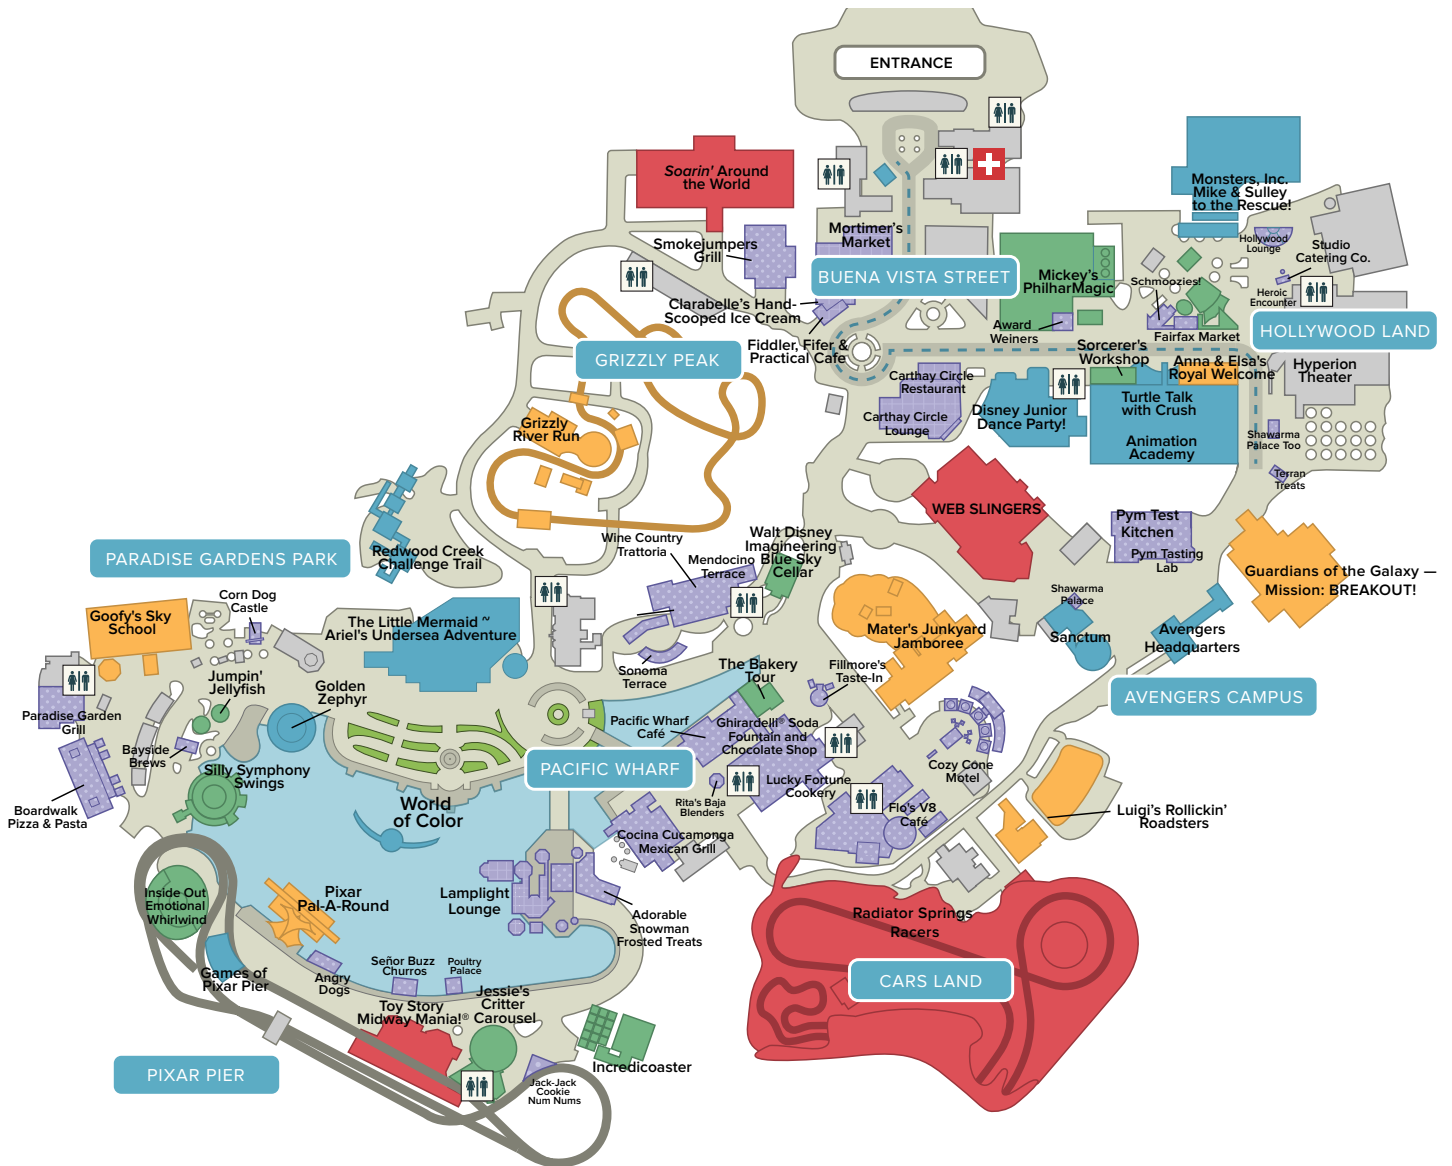 ENTRANCE
Soarin' Around
the World
Monsters, Inc.
Mike & Sulley
to the Rescue!
Smokejumpers
Grill
Mortimer's
Market
Hollywood
Lounge
Studio
Catering Co.
BUENA VISTA STREET
Mickey's
PhilharMagic
Schmoozies!
Heroic
Encounter
Clarabelle's Hand-
Scooped Ice Cream
Award
Weiners
Fairfax Market
HOLLYWOOD LAND
Fiddler, Fifer &
Practical Cafe
GRIZZLY PEAK
Sorcerer's
Workshop
Anna & Elsa's
Royal Welcome
Hyperion
Theater
Carthay Circle
Restaurant
Carthay Circle
Lounge
Disney Junior
Dance Party!
Turtle Talk
with Crush
Animation
Academy
Grizzly
River Run
Shawarma
Palace Too
Terran
Treats
WEB SLINGERS
Pym Test
Kitchen
Pym Tasting
Lab
PARADISE GARDENS PARK
Redwood Creek
Challenge Trail
Wine Country
Trattoria
Mendocino
Terrace
Walt Disney
Imagineering
Blue Sky
Cellar
Guardians of the Galaxy —
Mission: BREAKOUT!
Goofy's Sky
School
Corn Dog
Castle
The Little Mermaid ~
Ariel's Undersea Adventure
Shawarma
Palace
Sanctum
Avengers
Headquarters
Mater's Junkyard
Jamboree
Sonoma
Terrace
The Bakery
Tour
Fillmore's
Taste-In
AVENGERS CAMPUS
Jumpin'
Jellyfish
Golden
Zephyr
Paradise Garden
Grill
Pacific Wharf
Café
Ghirardelli® Soda
Fountain and
Chocolate Shop
Bayside
Brews
Silly Symphony
Swings
PACIFIC WHARF
Lucky Fortune
Cookery
Cozy Cone
Motel
Boardwalk
Pizza & Pasta
World
of Color
Rita's Baja
Blenders
Flo's V8
Café
Luigi's Rollickin'
Roadsters
Cocina Cucamonga
Mexican Grill
Inside Out
Emotional
Whirlwind
Pixar
Pal-A-Round
Lamplight
Lounge
Adorable
Snowman
Frosted Treats
Radiator Springs
Racers
Games of
Pixar Pier
Angry
Dogs
Señor Buzz
Churros
Poultry
Palace
CARS LAND
Toy Story
Midway Mania!®
Jessie's
Critter
Carousel
Incredicoaster
PIXAR PIER
Jack-Jack
Cookie
Num Nums